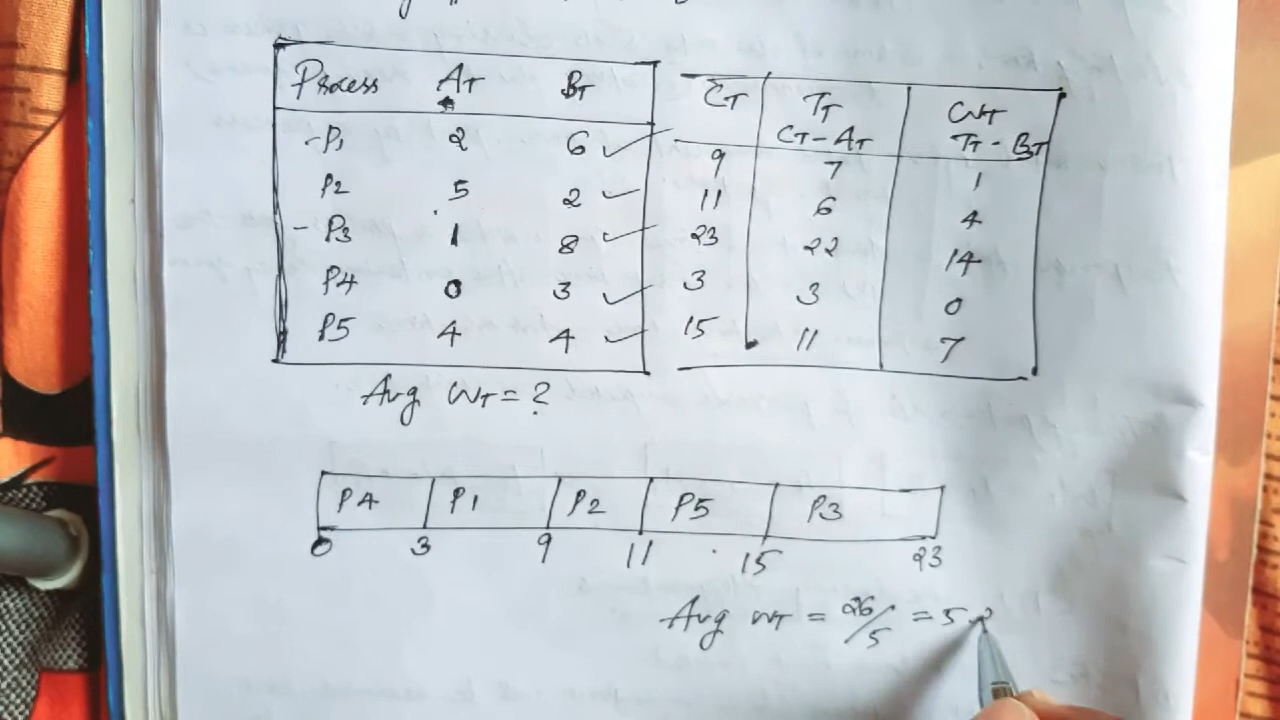 Process AT BT CT TT WT
CT-AT TT-BT
-P1 2 6 ✓ 9 7 1
P2 5 2 ✓ 11 6 4
-P3 1 8 ✓ 23 22 14
P4 0 3 ✓ 3 3 0
P5 4 4 ✓ 15 11 7
Avg WT = ?
P4 P1 P2 P5 P3
0 3 9 11 15 23
Avg WT = 26/5 = 5.2